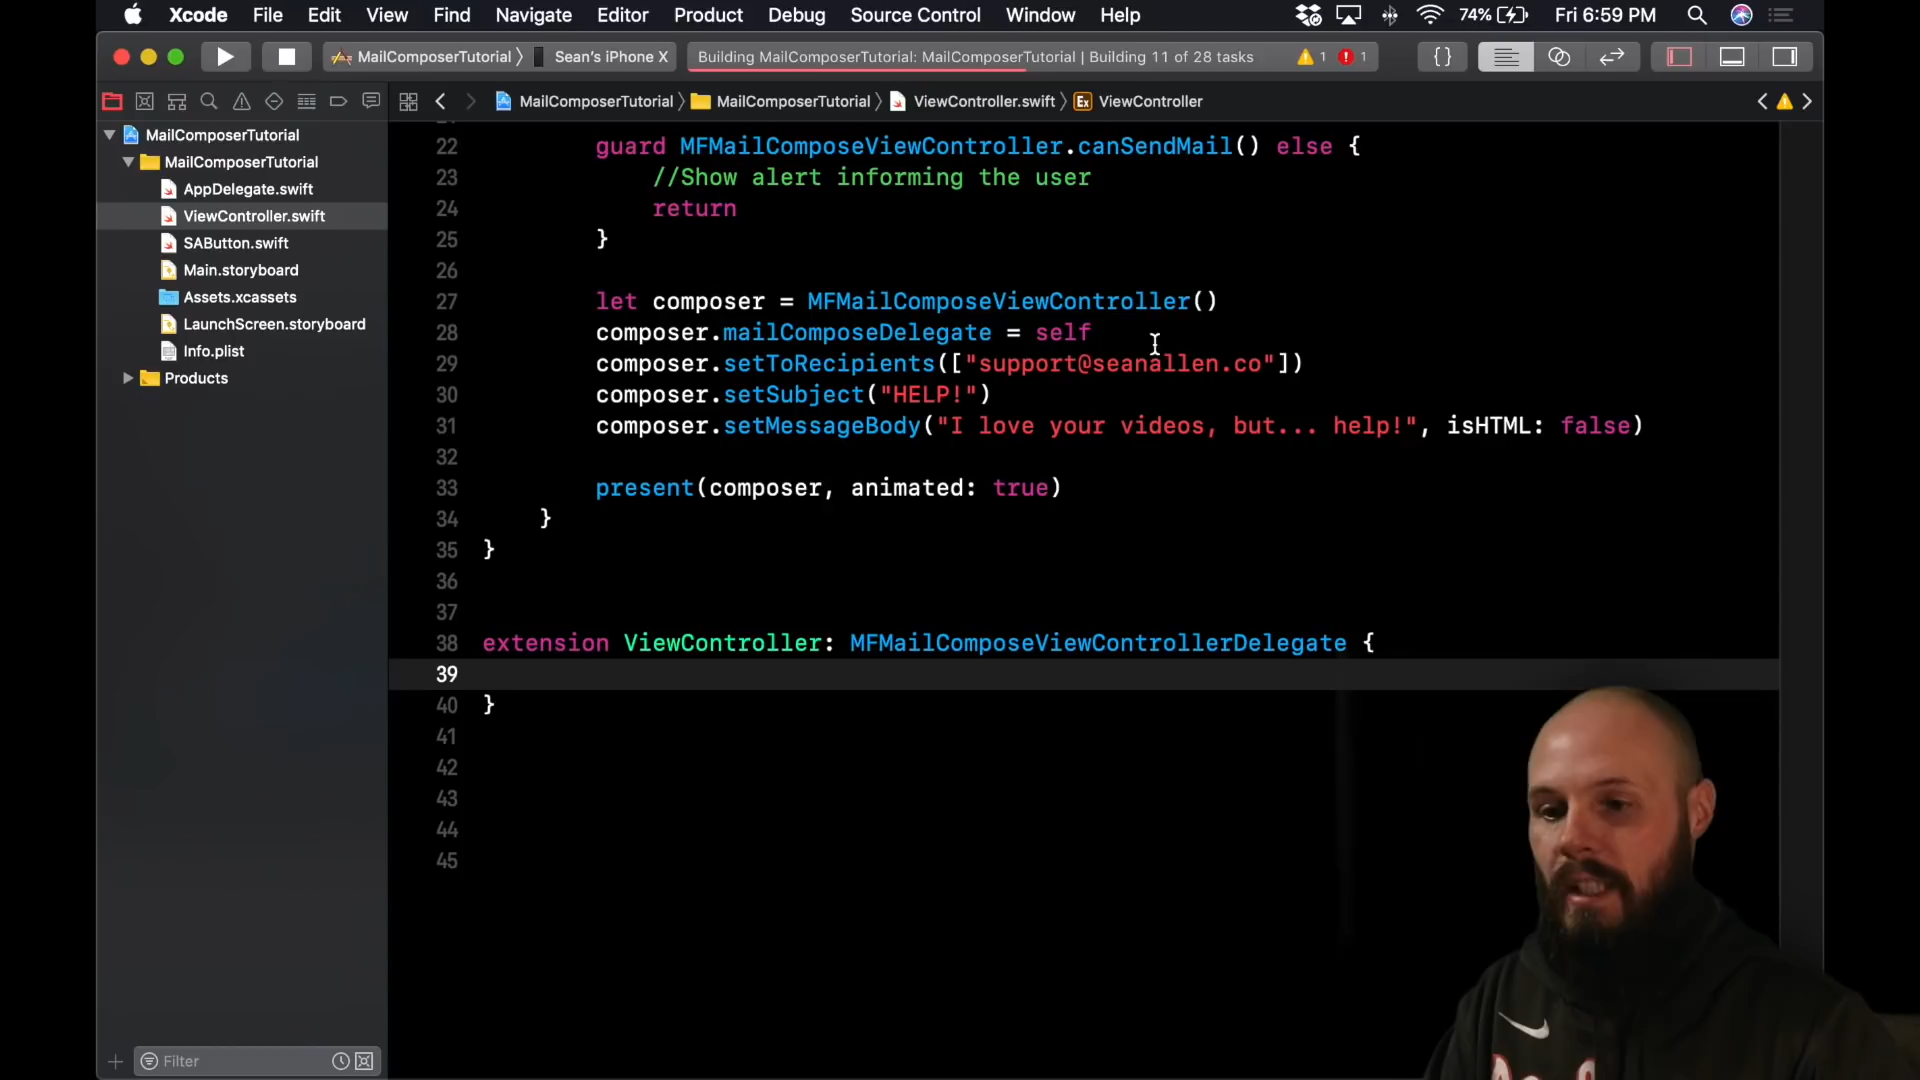 Xcode File Edit View Find Navigate Editor Product Debug Source Control Window Help 74% Fri 6:59 PM
MailComposerTutorial Sean's iPhone X Building MailComposerTutorial: MailComposerTutorial | Building 11 of 28 tasks 1 1
MailComposerTutorial MailComposerTutorial ViewController.swift Ex ViewController
MailComposerTutorial
MailComposerTutorial
AppDelegate.swift
ViewController.swift
SAButton.swift
Main.storyboard
Assets.xcassets
LaunchScreen.storyboard
Info.plist
Products
Filter
22 guard MFMailComposeViewController.canSendMail() else {
23 //Show alert informing the user
24 return
25 }
26
27 let composer = MFMailComposeViewController()
28 composer.mailComposeDelegate = self
29 composer.setToRecipients(["support@seanallen.co"])
30 composer.setSubject("HELP!")
31 composer.setMessageBody("I love your videos, but... help!", isHTML: false)
32
33 present(composer, animated: true)
34 }
35 }
36
37
38 extension ViewController: MFMailComposeViewControllerDelegate {
39
40 }
41
42
43
44
45